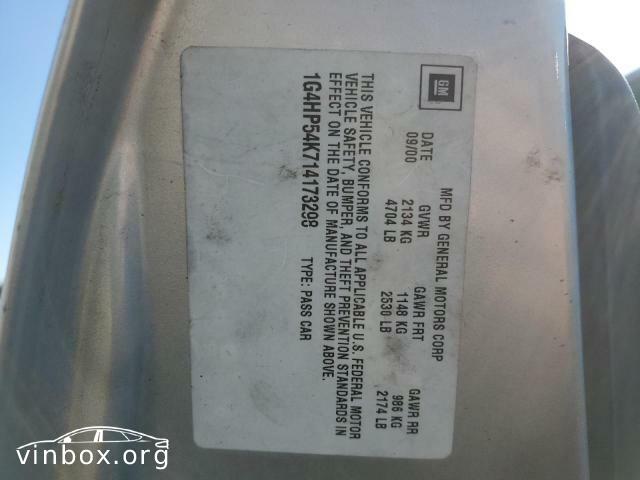 GM
MFD BY GENERAL MOTORS CORP
DATE GVWR GAWR FRT GAWR RR
09/00 2134 KG 1148 KG 986 KG
4704 LB 2530 LB 2174 LB
THIS VEHICLE CONFORMS TO ALL APPLICABLE U.S. FEDERAL MOTOR
VEHICLE SAFETY, BUMPER, AND THEFT PREVENTION STANDARDS IN
EFFECT ON THE DATE OF MANUFACTURE SHOWN ABOVE.
1G4HP54K714173298 TYPE: PASS CAR
vinbox.org